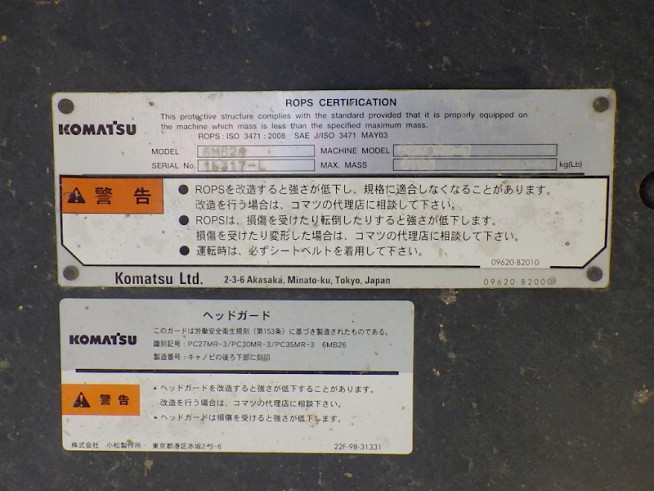 ROPS CERTIFICATION
This protective structure complies with the standard provided that it is properly equipped on
the machine which mass is less than the specified maximum mass.
ROPS : ISO 3471 : 2008  SAE J/ISO 3471 MAY03
KOMATSU
MODEL 6MB26 MACHINE MODEL
SERIAL No. MAX. MASS kg(Lb)
警告
● ROPSを改造すると強さが低下し、規格に適合しなくなることがあります。
改造を行う場合は、コマツの代理店に相談して下さい。
● ROPSは、損傷を受けたり転倒したりすると強さが低下します。
損傷を受けたり変形した場合は、コマツの代理店に相談して下さい。
● 運転時は、必ずシートベルトを着用して下さい。
09620-B2010
Komatsu Ltd. 2-3-6 Akasaka, Minato-ku, Tokyo, Japan 09620-B2000
ヘッドガード
KOMATSU
このガードは労働安全衛生規則（第153条）に基づき製造されたものである。
識別記号：PC27MR-3/PC30MR-3/PC35MR-3 6MB26
製造番号：キャノピの後ろ下部に刻印
警告
・ヘッドガードを改造すると強さが低下することがあります。
改造を行う場合は、コマツの代理店に相談して下さい。
・ヘッドガードは損傷を受けると強さが低下します。
株式会社 小松製作所・東京都港区赤坂2-3-6 22F-98-31331